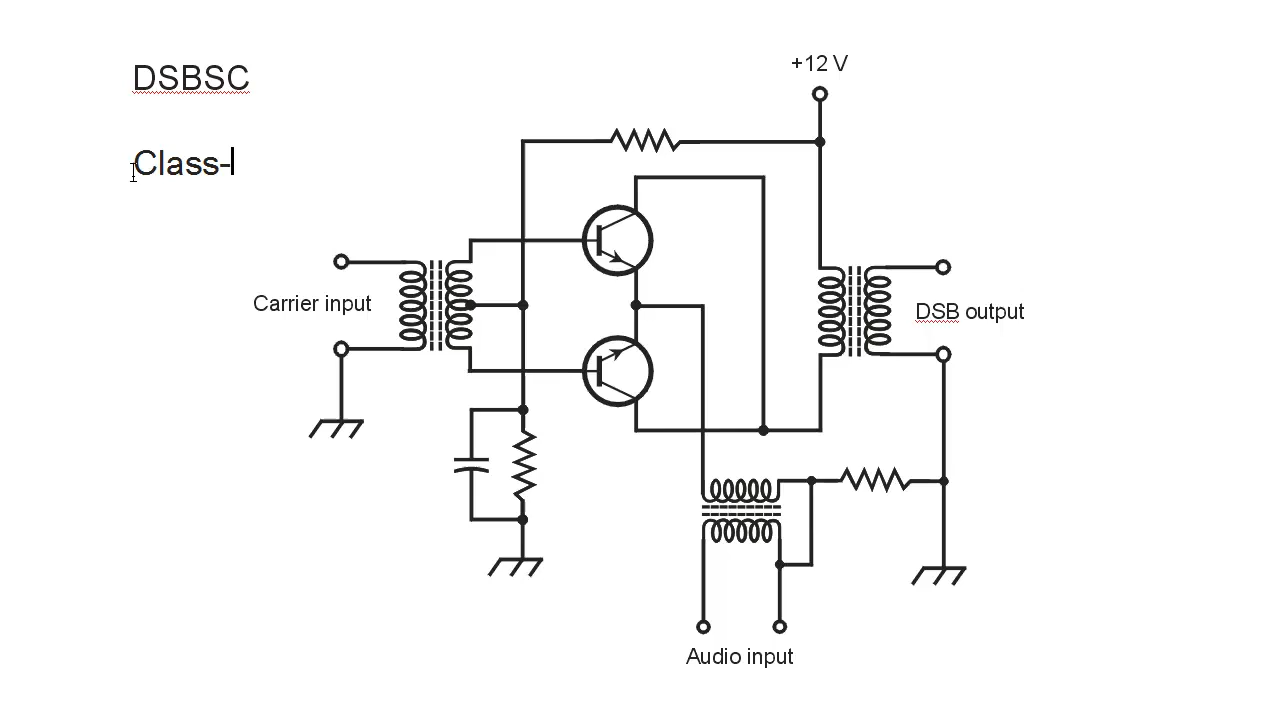 DSBSC
Class-
+12 V
Carrier input
DSB output
Audio input